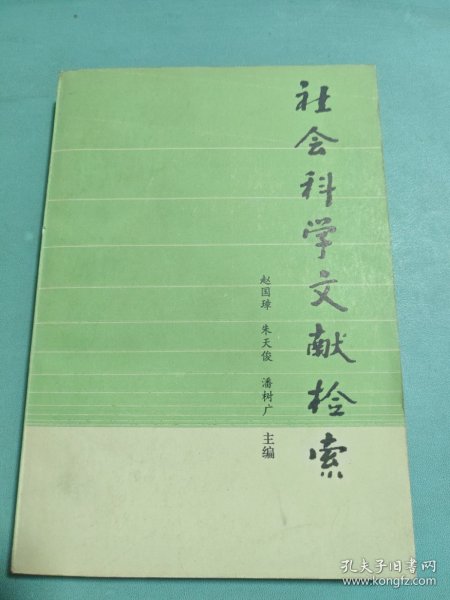 社会科学文献检索
赵国璋 朱天俊 潘树广 主编
孔夫子旧书网
www.kongfz.com